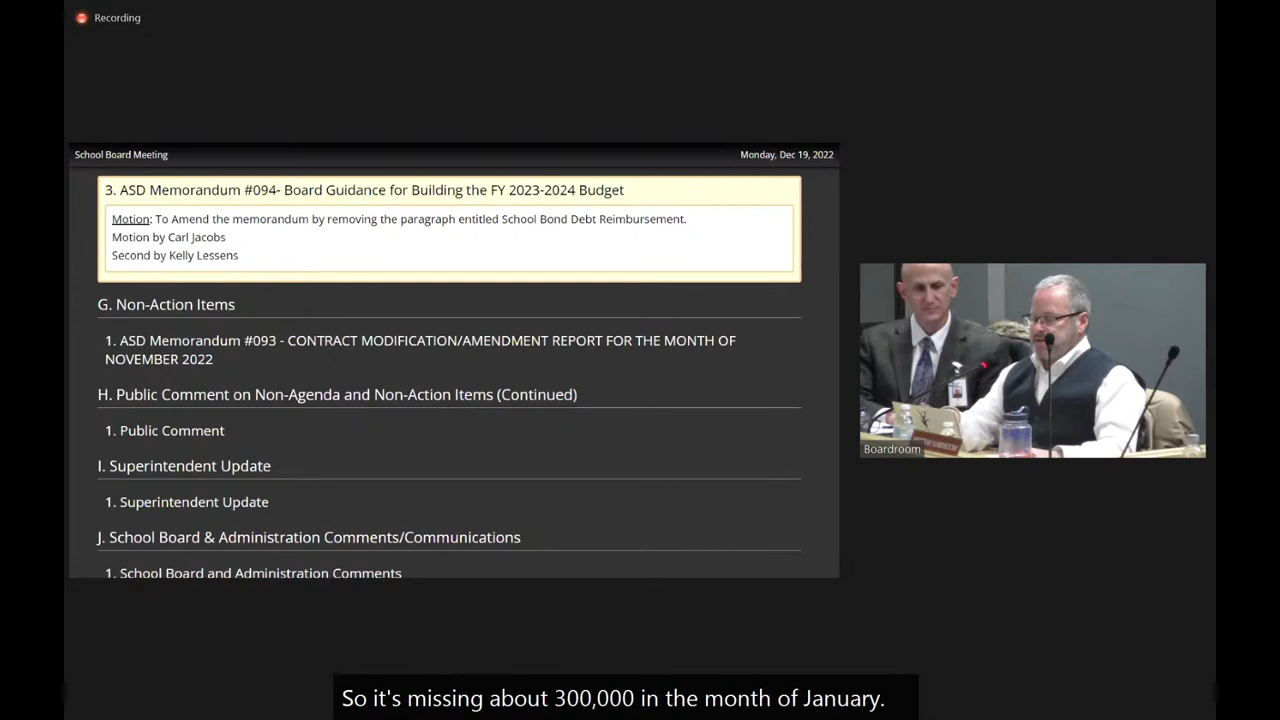 Recording
School Board Meeting
Monday, Dec 19, 2022
3. ASD Memorandum #094- Board Guidance for Building the FY 2023-2024 Budget
Motion: To Amend the memorandum by removing the paragraph entitled School Bond Debt Reimbursement.
Motion by Carl Jacobs
Second by Kelly Lessens
G. Non-Action Items
1. ASD Memorandum #093 - CONTRACT MODIFICATION/AMENDMENT REPORT FOR THE MONTH OF
NOVEMBER 2022
H. Public Comment on Non-Agenda and Non-Action Items (Continued)
1. Public Comment
I. Superintendent Update
1. Superintendent Update
J. School Board & Administration Comments/Communications
1. School Board and Administration Comments
Boardroom
So it's missing about 300,000 in the month of January.